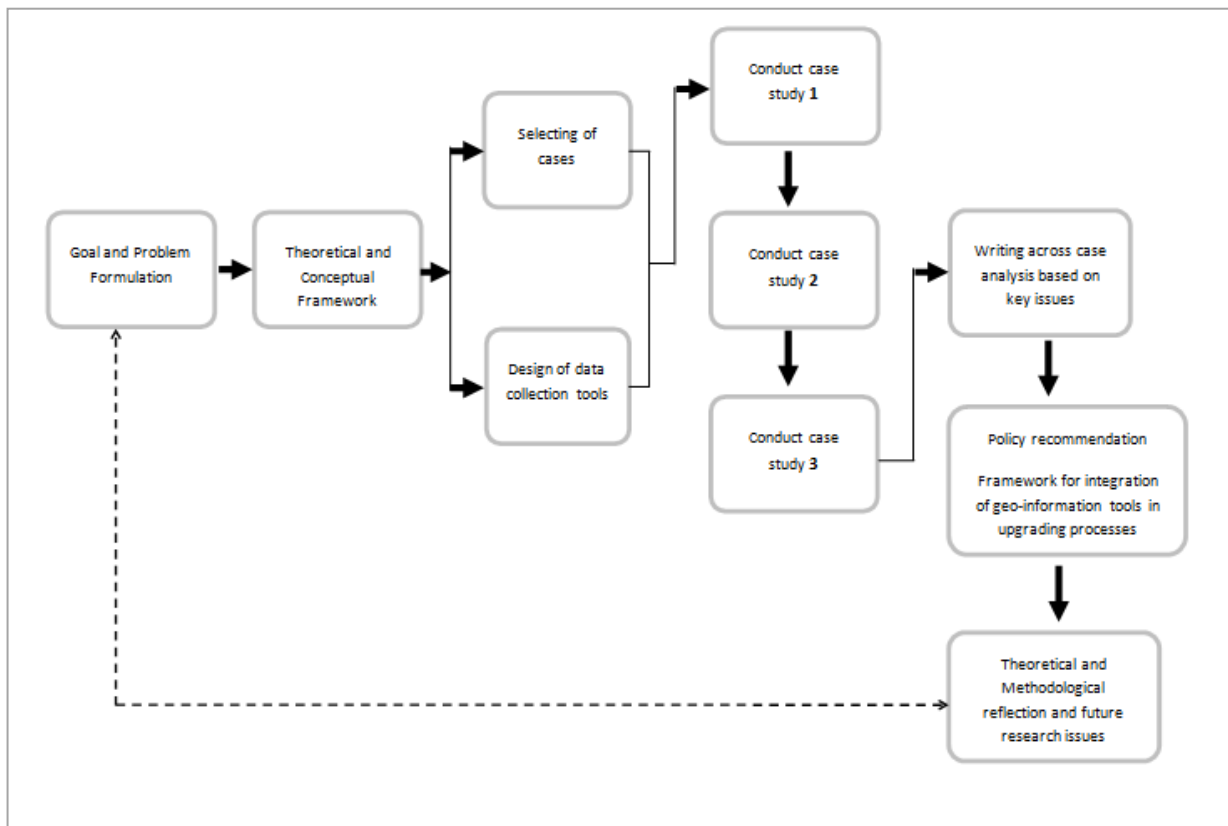 Goal and Problem
Formulation
Theoretical and
Conceptual
Framework
Selecting of
cases
Design of data
collection tools
Conduct case
study 1
Conduct case
study 2
Conduct case
study 3
Writing across case
analysis based on
key issues
Policy recommendation
Framework for integration
of geo-information tools in
upgrading processes
Theoretical and
Methodological
reflection and future
research issues